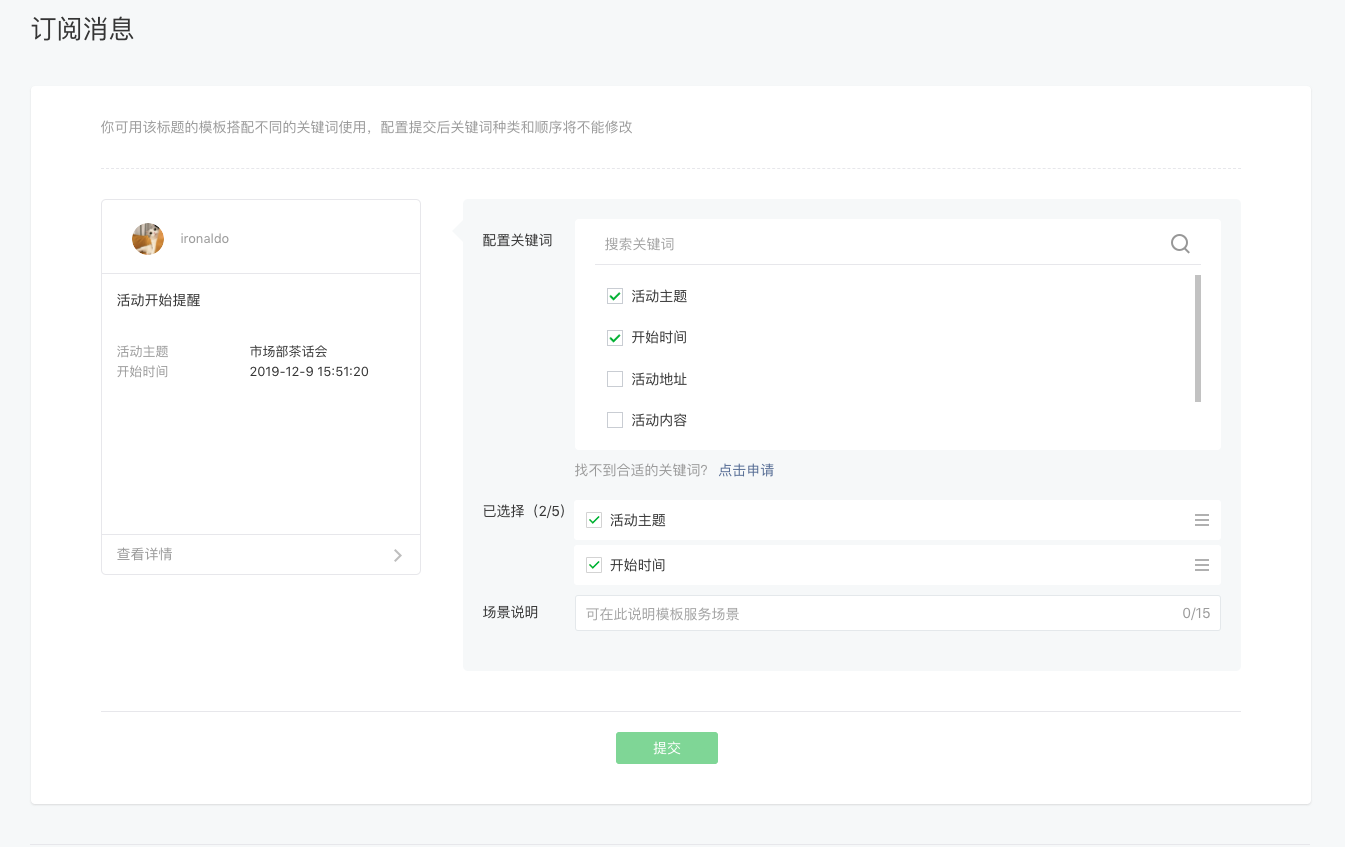 订阅消息
你可用该标题的模板搭配不同的关键词使用，配置提交后关键词种类和顺序将不能修改
ironaldo
活动开始提醒
活动主题 市场部茶话会
开始时间 2019-12-9 15:51:20
查看详情
配置关键词
搜索关键词
活动主题
开始时间
活动地址
活动内容
找不到合适的关键词? 点击申请
已选择（2/5）
活动主题
开始时间
场景说明
可在此说明模板服务场景 0/15
提交